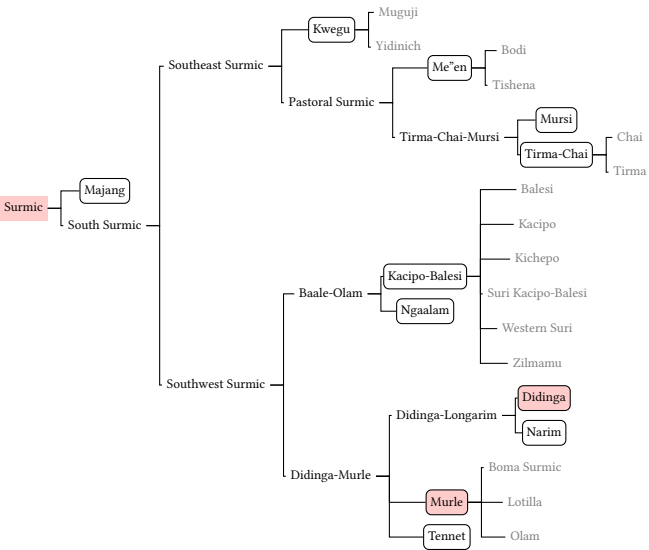 Muguji
Kwegu
Yidinich
Southeast Surmic
Bodi
Me”en
Tishena
Pastoral Surmic
Mursi
Tirma-Chai-Mursi
Chai
Tirma-Chai
Tirma
Majang
Surmic
South Surmic
Balesi
Kacipo
Kichepo
Kacipo-Balesi
Baale-Olam
Suri Kacipo-Balesi
Ngaalam
Western Suri
Zilmamu
Southwest Surmic
Didinga
Didinga-Longarim
Narim
Boma Surmic
Didinga-Murle
Murle
Lotilla
Tennet
Olam